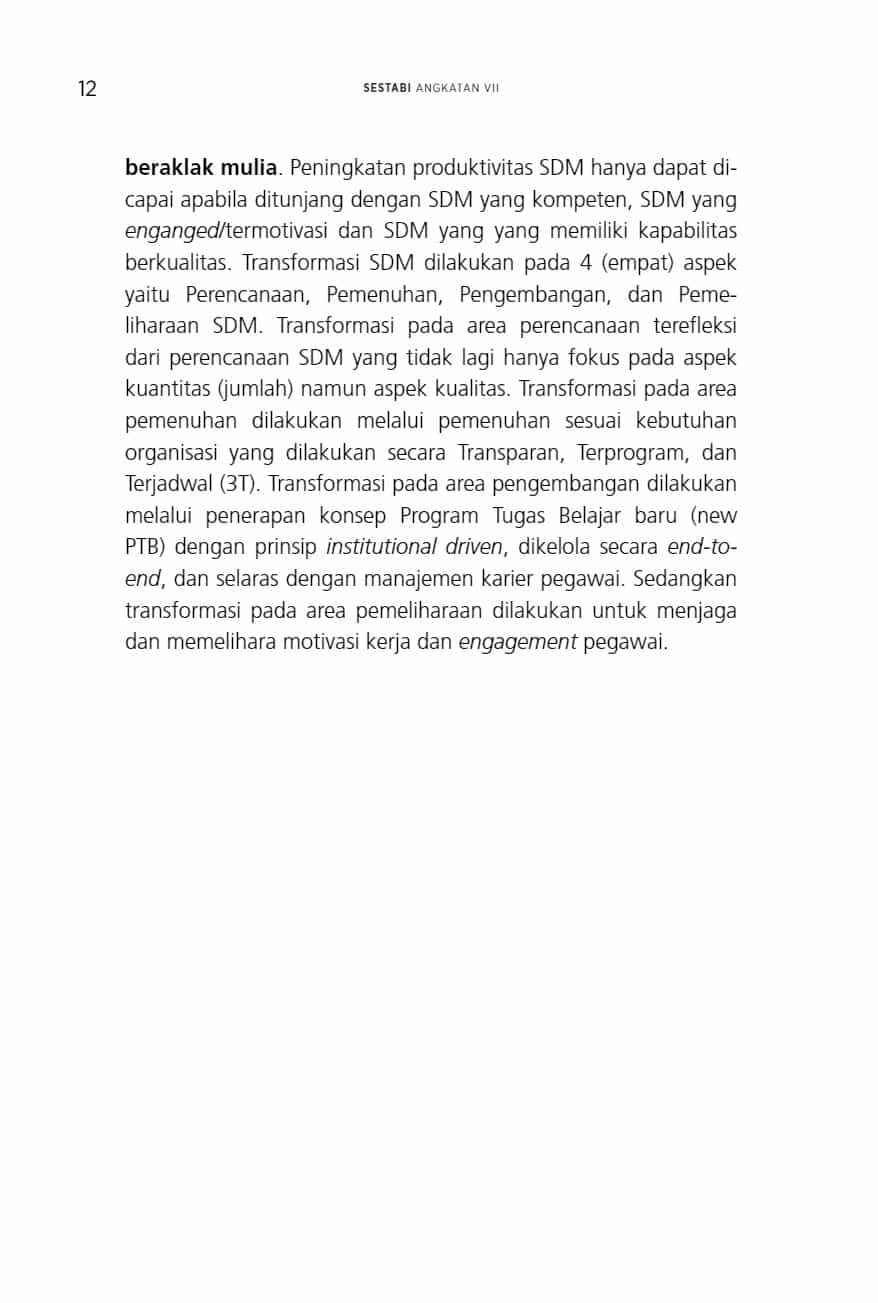 12
SESTABI ANGKATAN VII
beraklak mulia. Peningkatan produktivitas SDM hanya dapat di-
capai apabila ditunjang dengan SDM yang kompeten, SDM yang
enganged/termotivasi dan SDM yang yang memiliki kapabilitas
berkualitas. Transformasi SDM dilakukan pada 4 (empat) aspek
yaitu Perencanaan, Pemenuhan, Pengembangan, dan Peme-
liharaan SDM. Transformasi pada area perencanaan terefleksi
dari perencanaan SDM yang tidak lagi hanya fokus pada aspek
kuantitas (jumlah) namun aspek kualitas. Transformasi pada area
pemenuhan dilakukan melalui pemenuhan sesuai kebutuhan
organisasi yang dilakukan secara Transparan, Terprogram, dan
Terjadwal (3T). Transformasi pada area pengembangan dilakukan
melalui penerapan konsep Program Tugas Belajar baru (new
PTB) dengan prinsip institutional driven, dikelola secara end-to-
end, dan selaras dengan manajemen karier pegawai. Sedangkan
transformasi pada area pemeliharaan dilakukan untuk menjaga
dan memelihara motivasi kerja dan engagement pegawai.